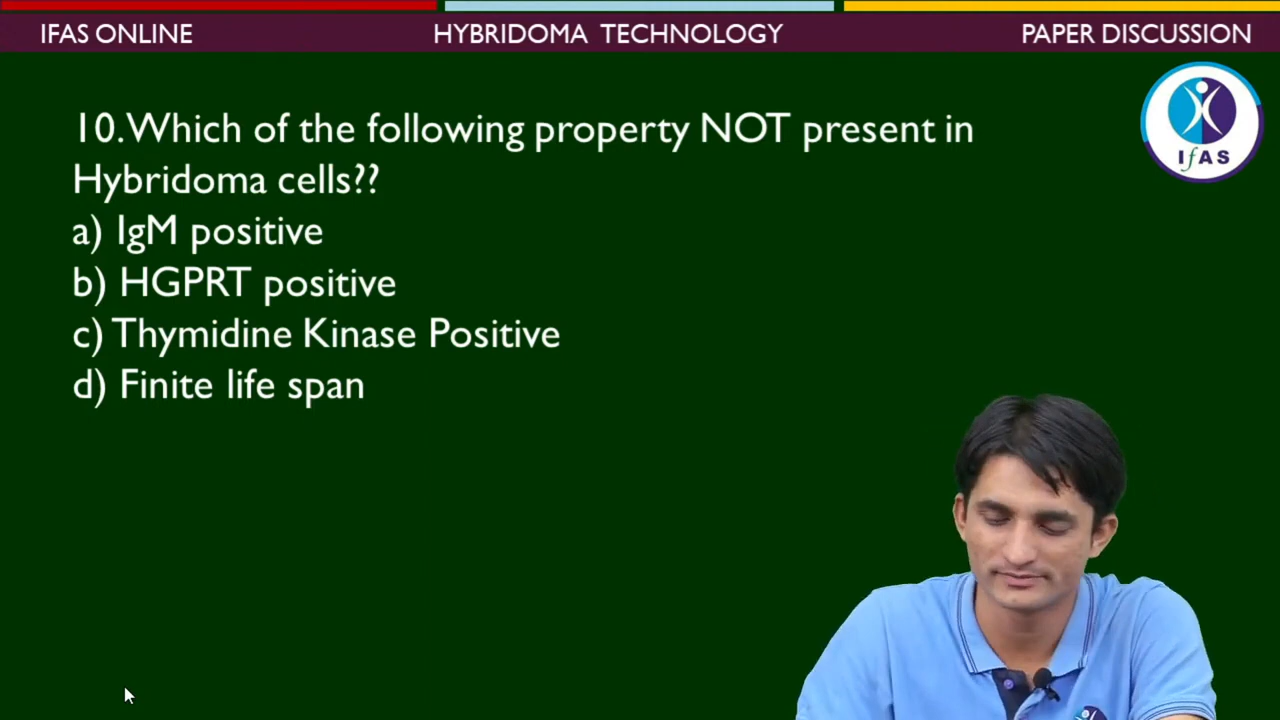 IFAS ONLINE HYBRIDOMA TECHNOLOGY PAPER DISCUSSION
IfAS
10.Which of the following property NOT present in
Hybridoma cells??
a) IgM positive
b) HGPRT positive
c) Thymidine Kinase Positive
d) Finite life span